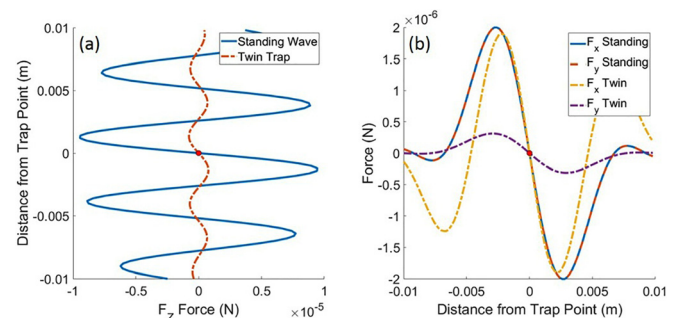 (a)
Standing Wave
Twin Trap
Distance from Trap Point (m)
0.01
0.005
0
-0.005
-0.01
-1 -0.5 0 0.5 1
F_Z Force (N) ×10^-5
(b)
×10^-6
F_x Standing
F_y Standing
F_x Twin
F_y Twin
Force (N)
2
1.5
1
0.5
0
-0.5
-1
-1.5
-2
-0.01 -0.005 0 0.005 0.01
Distance from Trap Point (m)